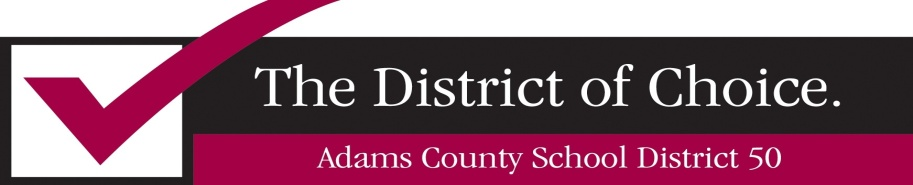 The District of Choice.
Adams County School District 50